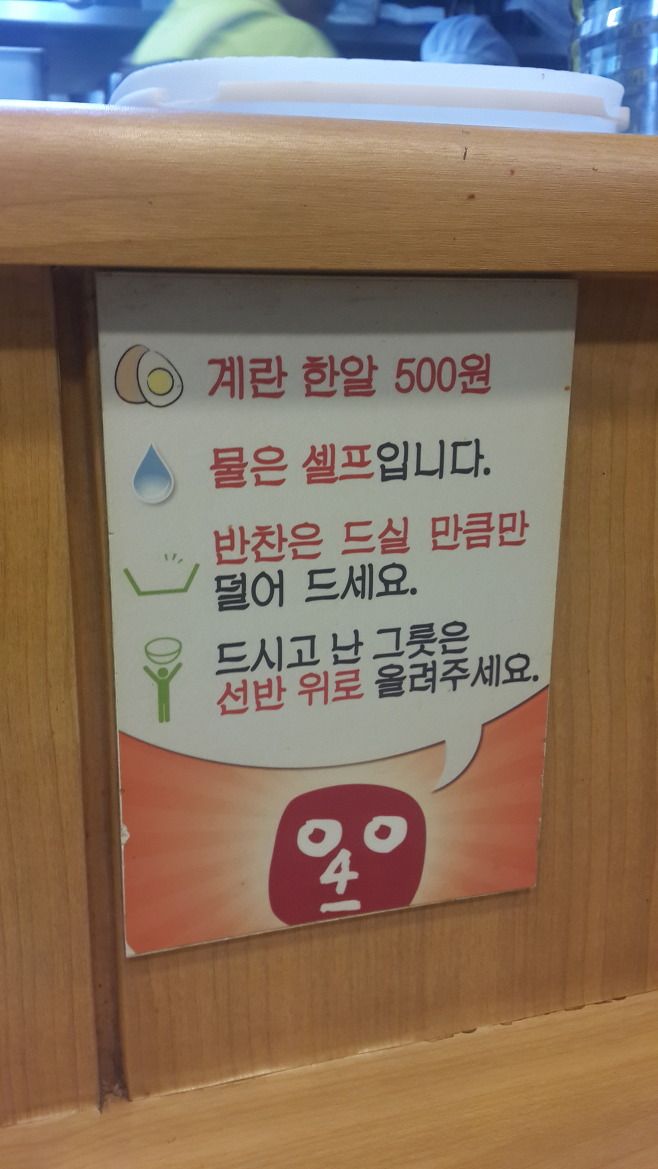 계란 한알 500원
물은 셀프입니다.
반찬은 드실 만큼만
덜어 드세요.
드시고 난 그릇은
선반 위로 올려주세요.
4